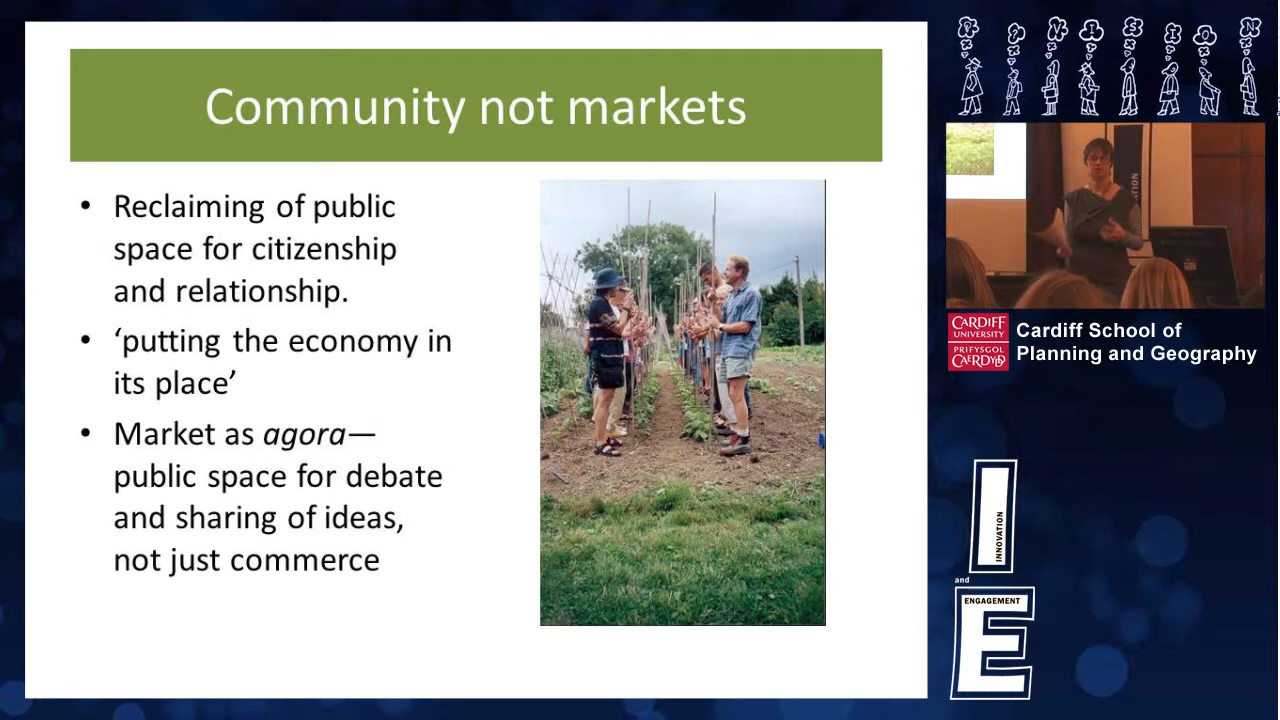 Community not markets
• Reclaiming of public
space for citizenship
and relationship.
• ‘putting the economy in
its place’
• Market as agora—
public space for debate
and sharing of ideas,
not just commerce
CARDIFF
UNIVERSITY
PRIFYSGOL
CAERDYDD
Cardiff School of
Planning and Geography
INNOVATION
and
ENGAGEMENT